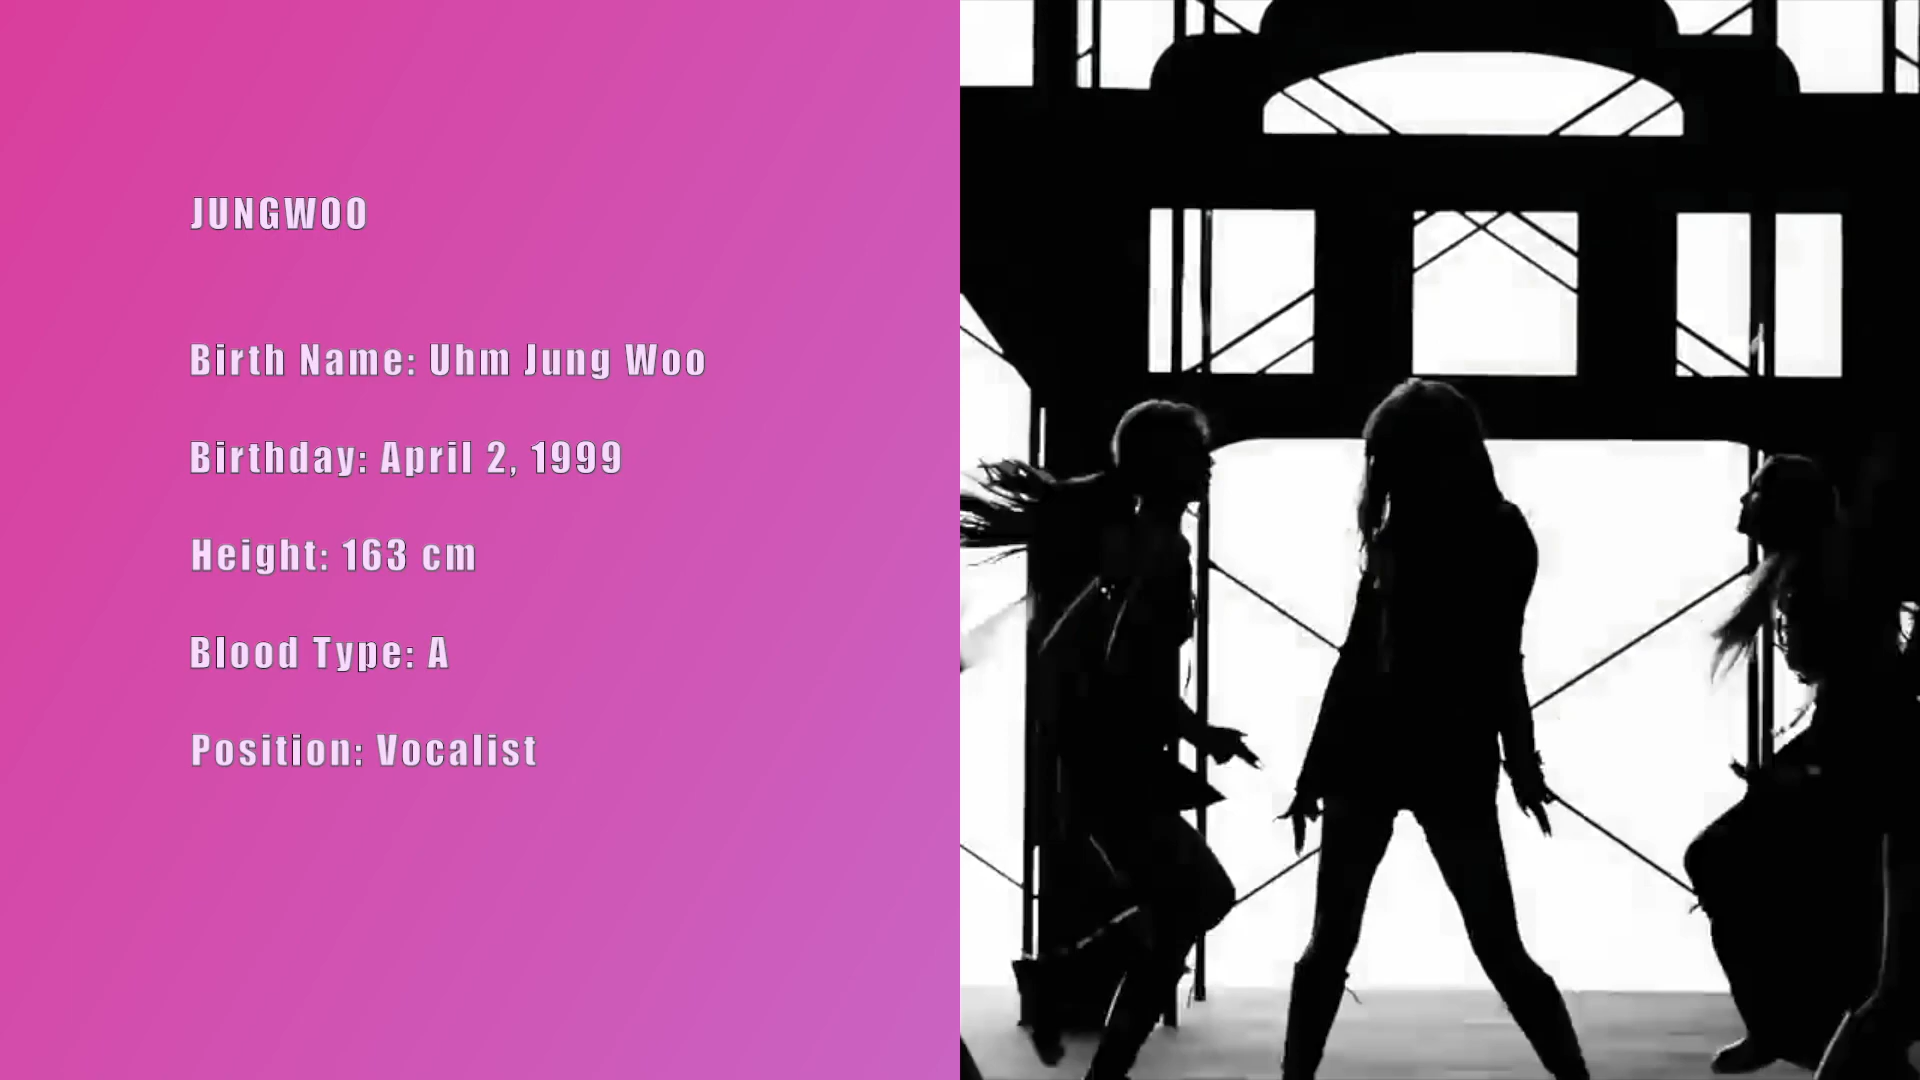 JUNGWOO
Birth Name: Uhm Jung Woo
Birthday: April 2, 1999
Height: 163 cm
Blood Type: A
Position: Vocalist